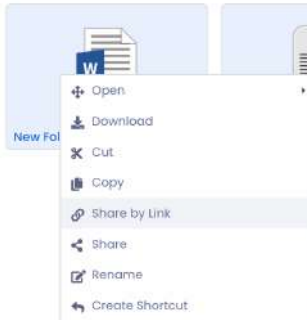 W
New Fol
Open
Download
Cut
Copy
Share by Link
Share
Rename
Create Shortcut